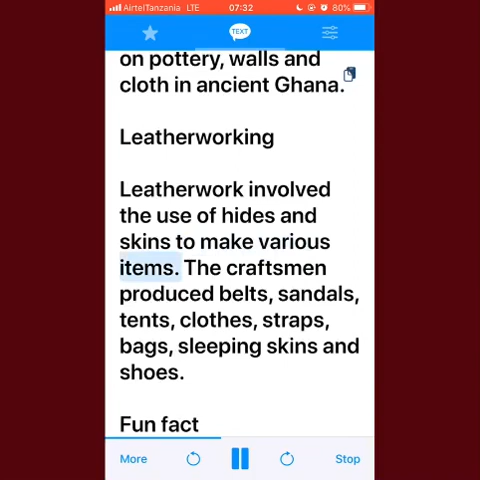 AirtelTanzania LTE 07:32 80%
TEXT
on pottery, walls and
cloth in ancient Ghana.
Leatherworking
Leatherwork involved
the use of hides and
skins to make various
items. The craftsmen
produced belts, sandals,
tents, clothes, straps,
bags, sleeping skins and
shoes.
Fun fact
More Stop